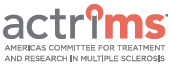 actrims
AMERICAS COMMITTEE FOR TREATMENT
AND RESEARCH IN MULTIPLE SCLEROSIS